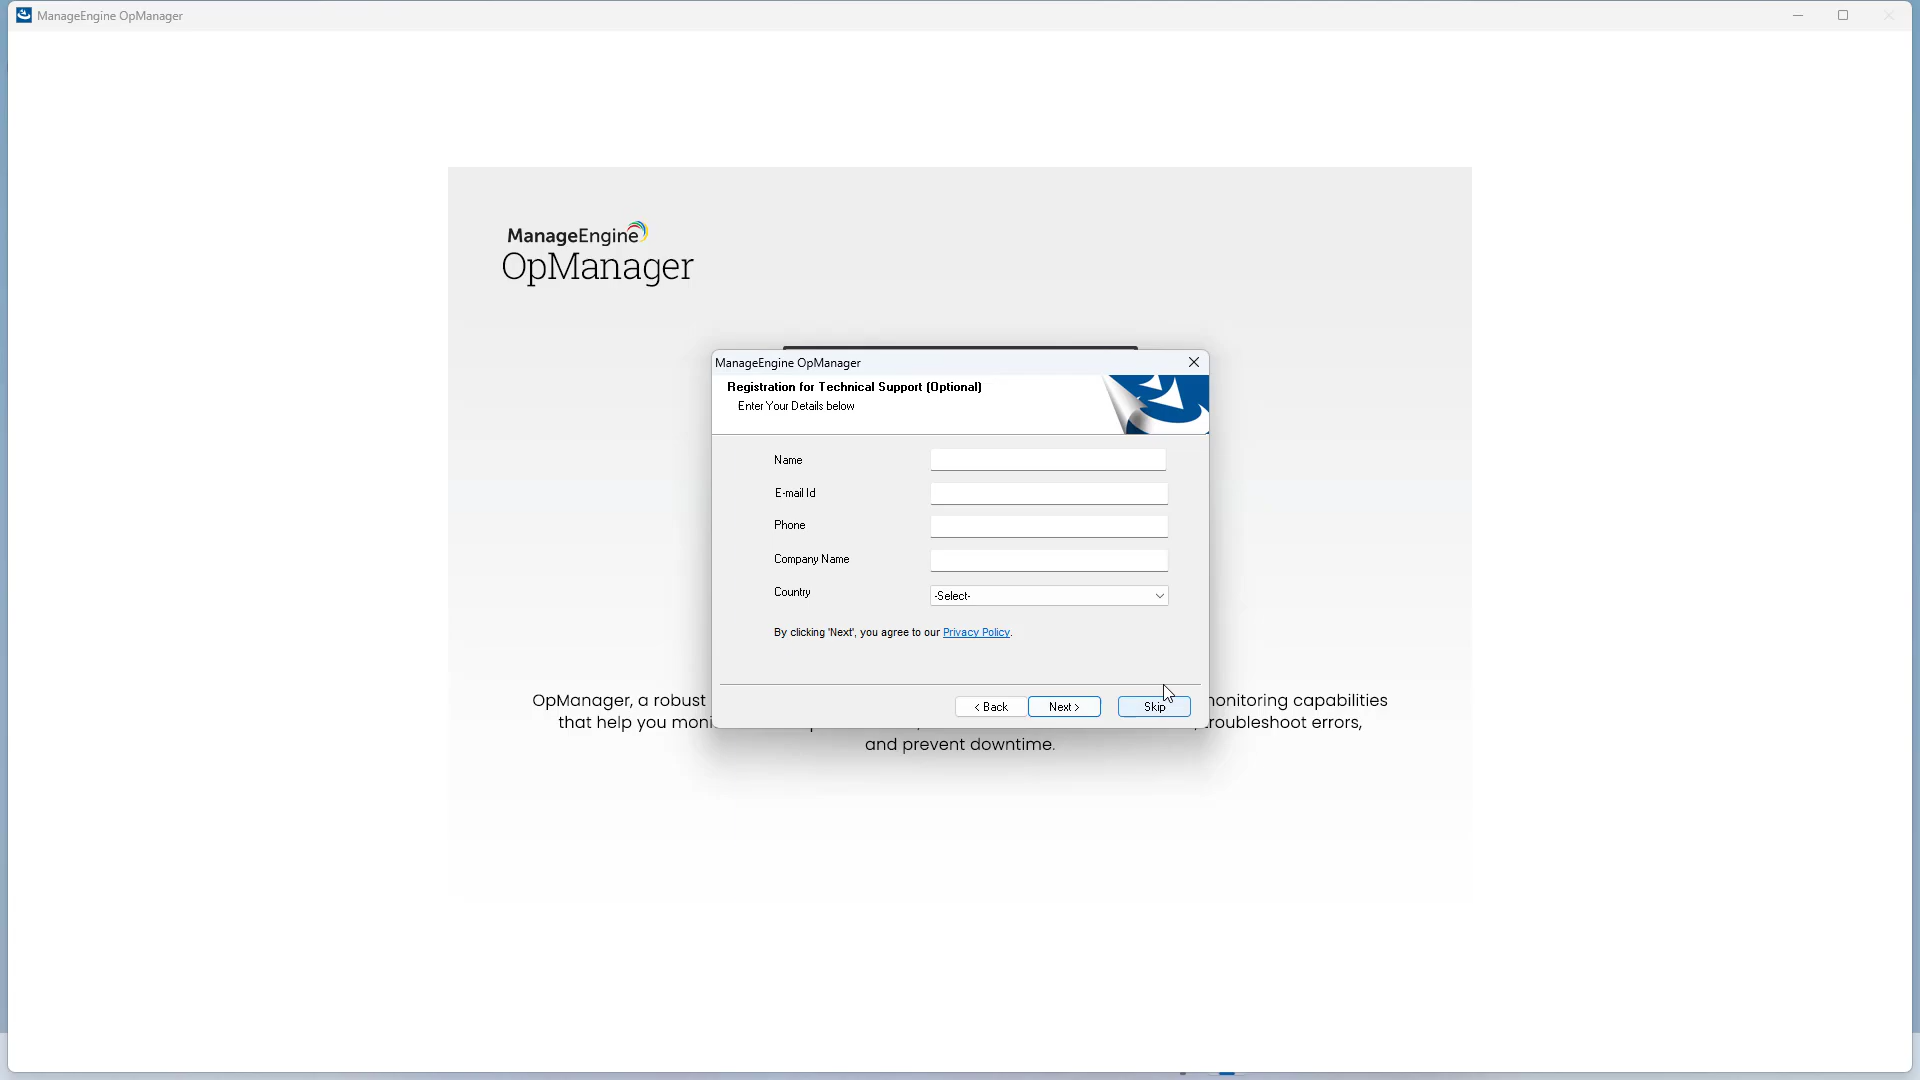 ManageEngine OpManager
ManageEngine
OpManager
ManageEngine OpManager
Registration for Technical Support (Optional)
Enter Your Details below
Name
E-mail Id
Phone
Company Name
Country
-Select-
By clicking 'Next', you agree to our Privacy Policy.
< Back
Next >
Skip
OpManager, a robust monitoring capabilities
that help you troubleshoot errors,
and prevent downtime.